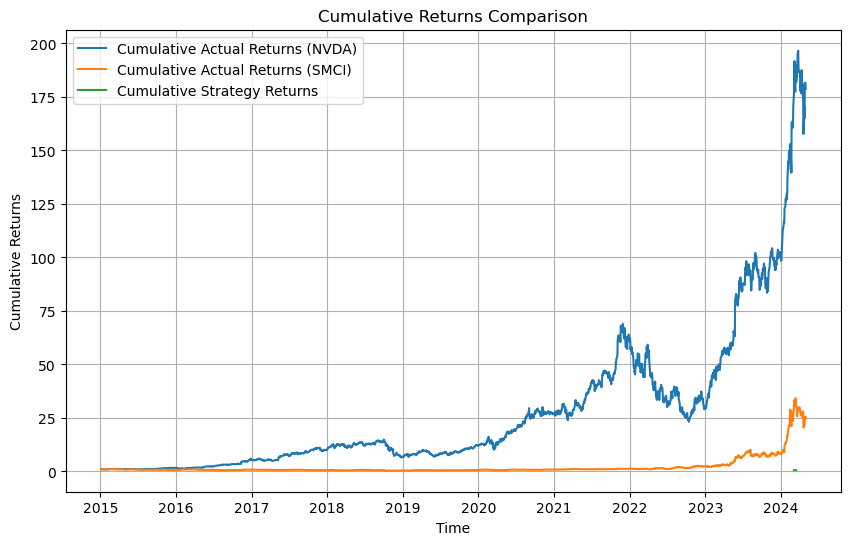 Cumulative Returns Comparison
Cumulative Actual Returns (NVDA)
Cumulative Actual Returns (SMCI)
Cumulative Strategy Returns
Cumulative Returns
200
175
150
125
100
75
50
25
0
2015 2016 2017 2018 2019 2020 2021 2022 2023 2024
Time